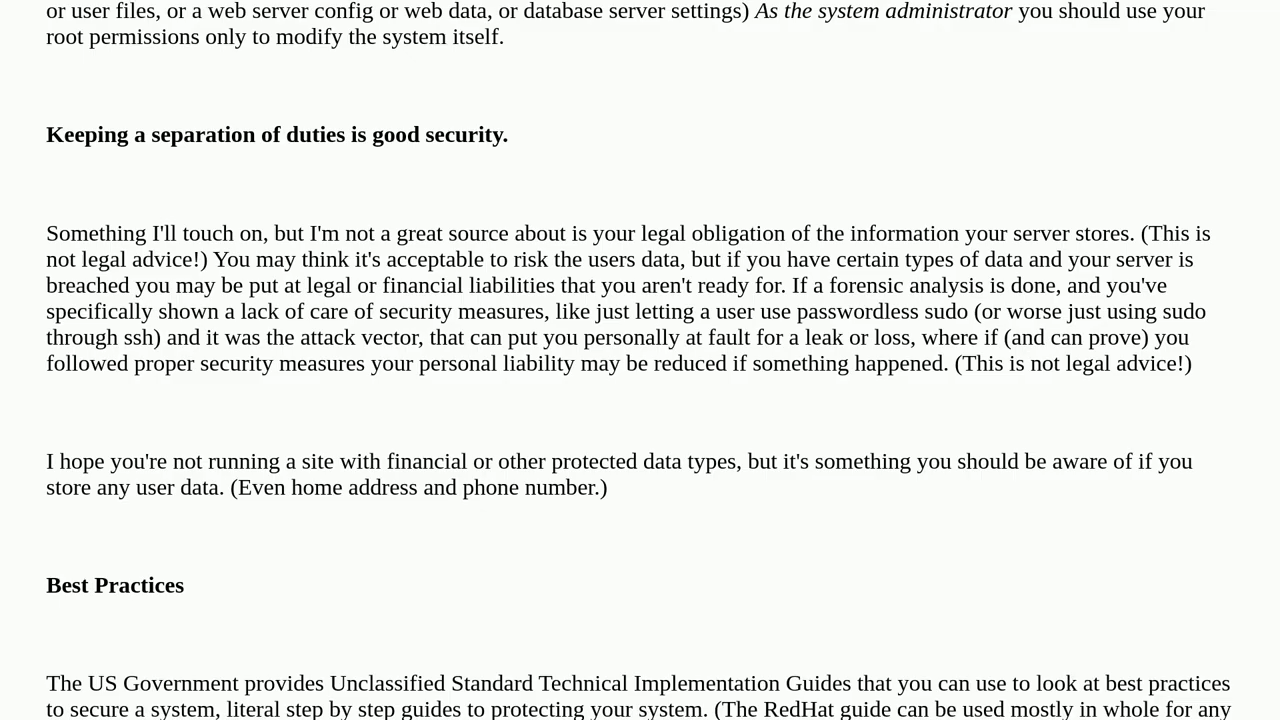 or user files, or a web server config or web data, or database server settings) As the system administrator you should use your
root permissions only to modify the system itself.
Keeping a separation of duties is good security.
Something I'll touch on, but I'm not a great source about is your legal obligation of the information your server stores. (This is
not legal advice!) You may think it's acceptable to risk the users data, but if you have certain types of data and your server is
breached you may be put at legal or financial liabilities that you aren't ready for. If a forensic analysis is done, and you've
specifically shown a lack of care of security measures, like just letting a user use passwordless sudo (or worse just using sudo
through ssh) and it was the attack vector, that can put you personally at fault for a leak or loss, where if (and can prove) you
followed proper security measures your personal liability may be reduced if something happened. (This is not legal advice!)
I hope you're not running a site with financial or other protected data types, but it's something you should be aware of if you
store any user data. (Even home address and phone number.)
Best Practices
The US Government provides Unclassified Standard Technical Implementation Guides that you can use to look at best practices
to secure a system, literal step by step guides to protecting your system. (The RedHat guide can be used mostly in whole for any